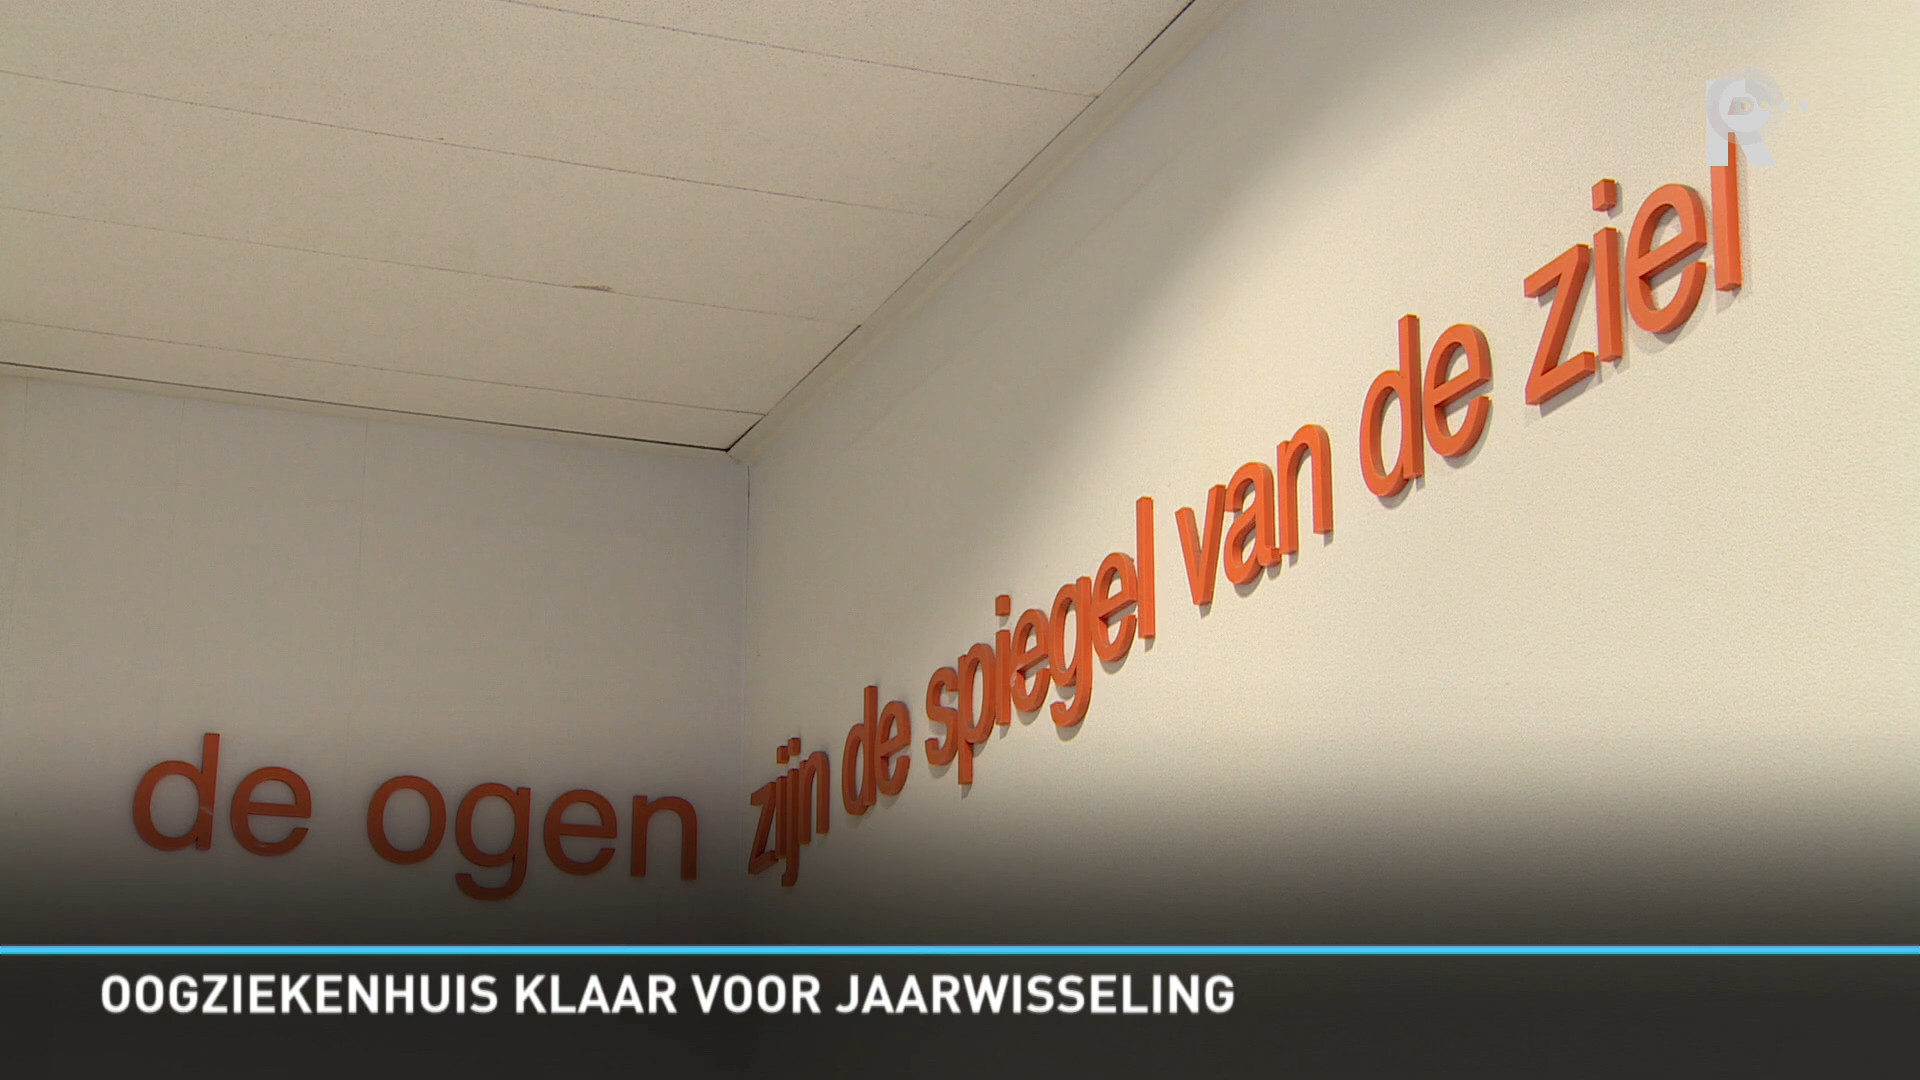 de ogen zijn de spiegel van de ziel
OOGZIEKENHUIS KLAAR VOOR JAARWISSELING